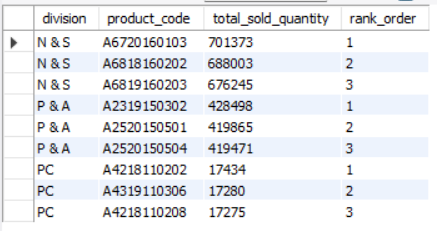 division product_code total_sold_quantity rank_order
N & S A6720160103 701373 1
N & S A6818160202 688003 2
N & S A6819160203 676245 3
P & A A2319150302 428498 1
P & A A2520150501 419865 2
P & A A2520150504 419471 3
PC A4218110202 17434 1
PC A4319110306 17280 2
PC A4218110208 17275 3